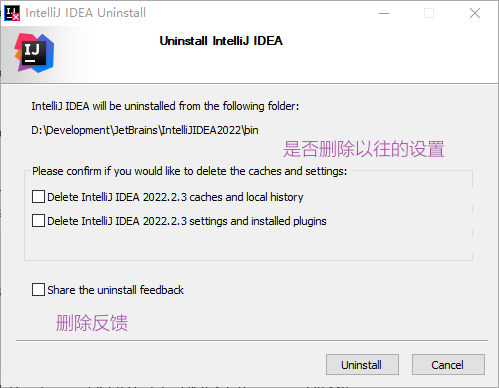 IntelliJ IDEA Uninstall
IJ
Uninstall IntelliJ IDEA
IntelliJ IDEA will be uninstalled from the following folder:
D:\Development\JetBrains\IntelliJIDEA2022\bin
是否删除以往的设置
Please confirm if you would like to delete the caches and settings:
Delete IntelliJ IDEA 2022.2.3 caches and local history
Delete IntelliJ IDEA 2022.2.3 settings and installed plugins
Share the uninstall feedback
删除反馈
Uninstall
Cancel